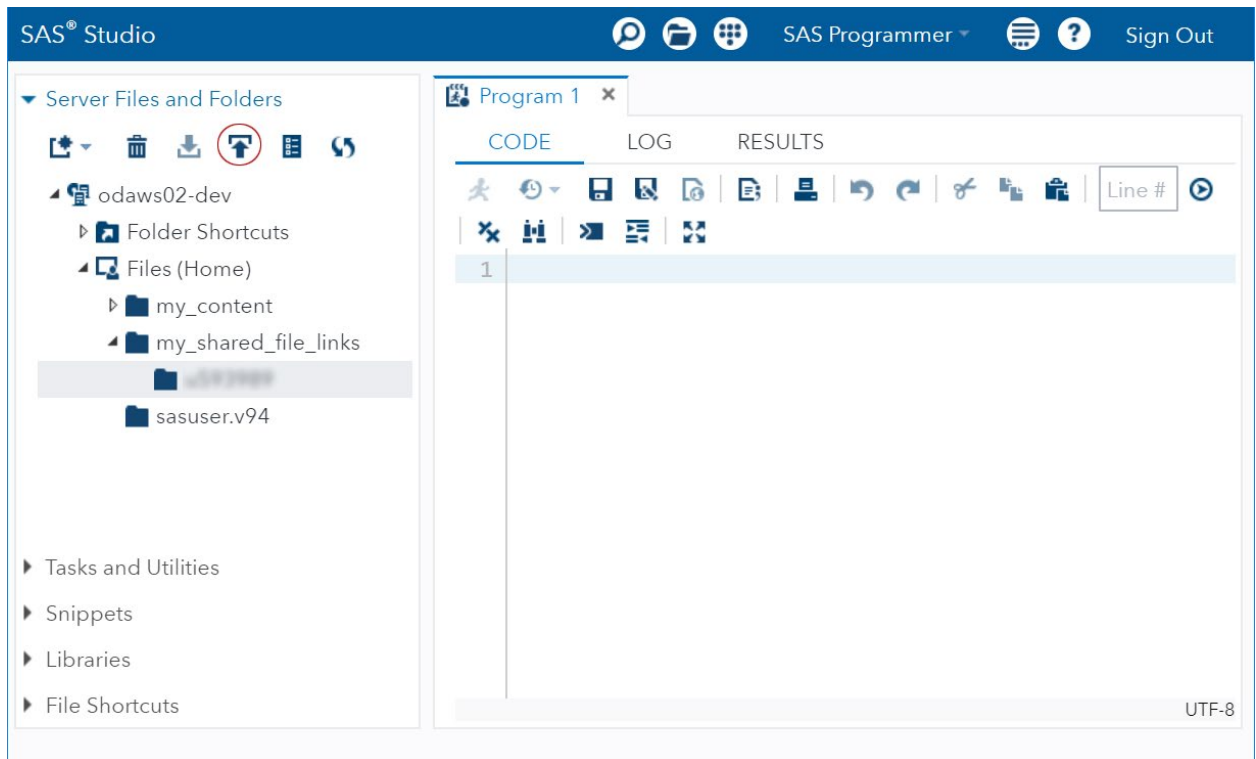 SAS® Studio
SAS Programmer
Sign Out
Server Files and Folders
odaws02-dev
Folder Shortcuts
Files (Home)
my_content
my_shared_file_links
sasuser.v94
Tasks and Utilities
Snippets
Libraries
File Shortcuts
Program 1
CODE LOG RESULTS
Line #
1
UTF-8